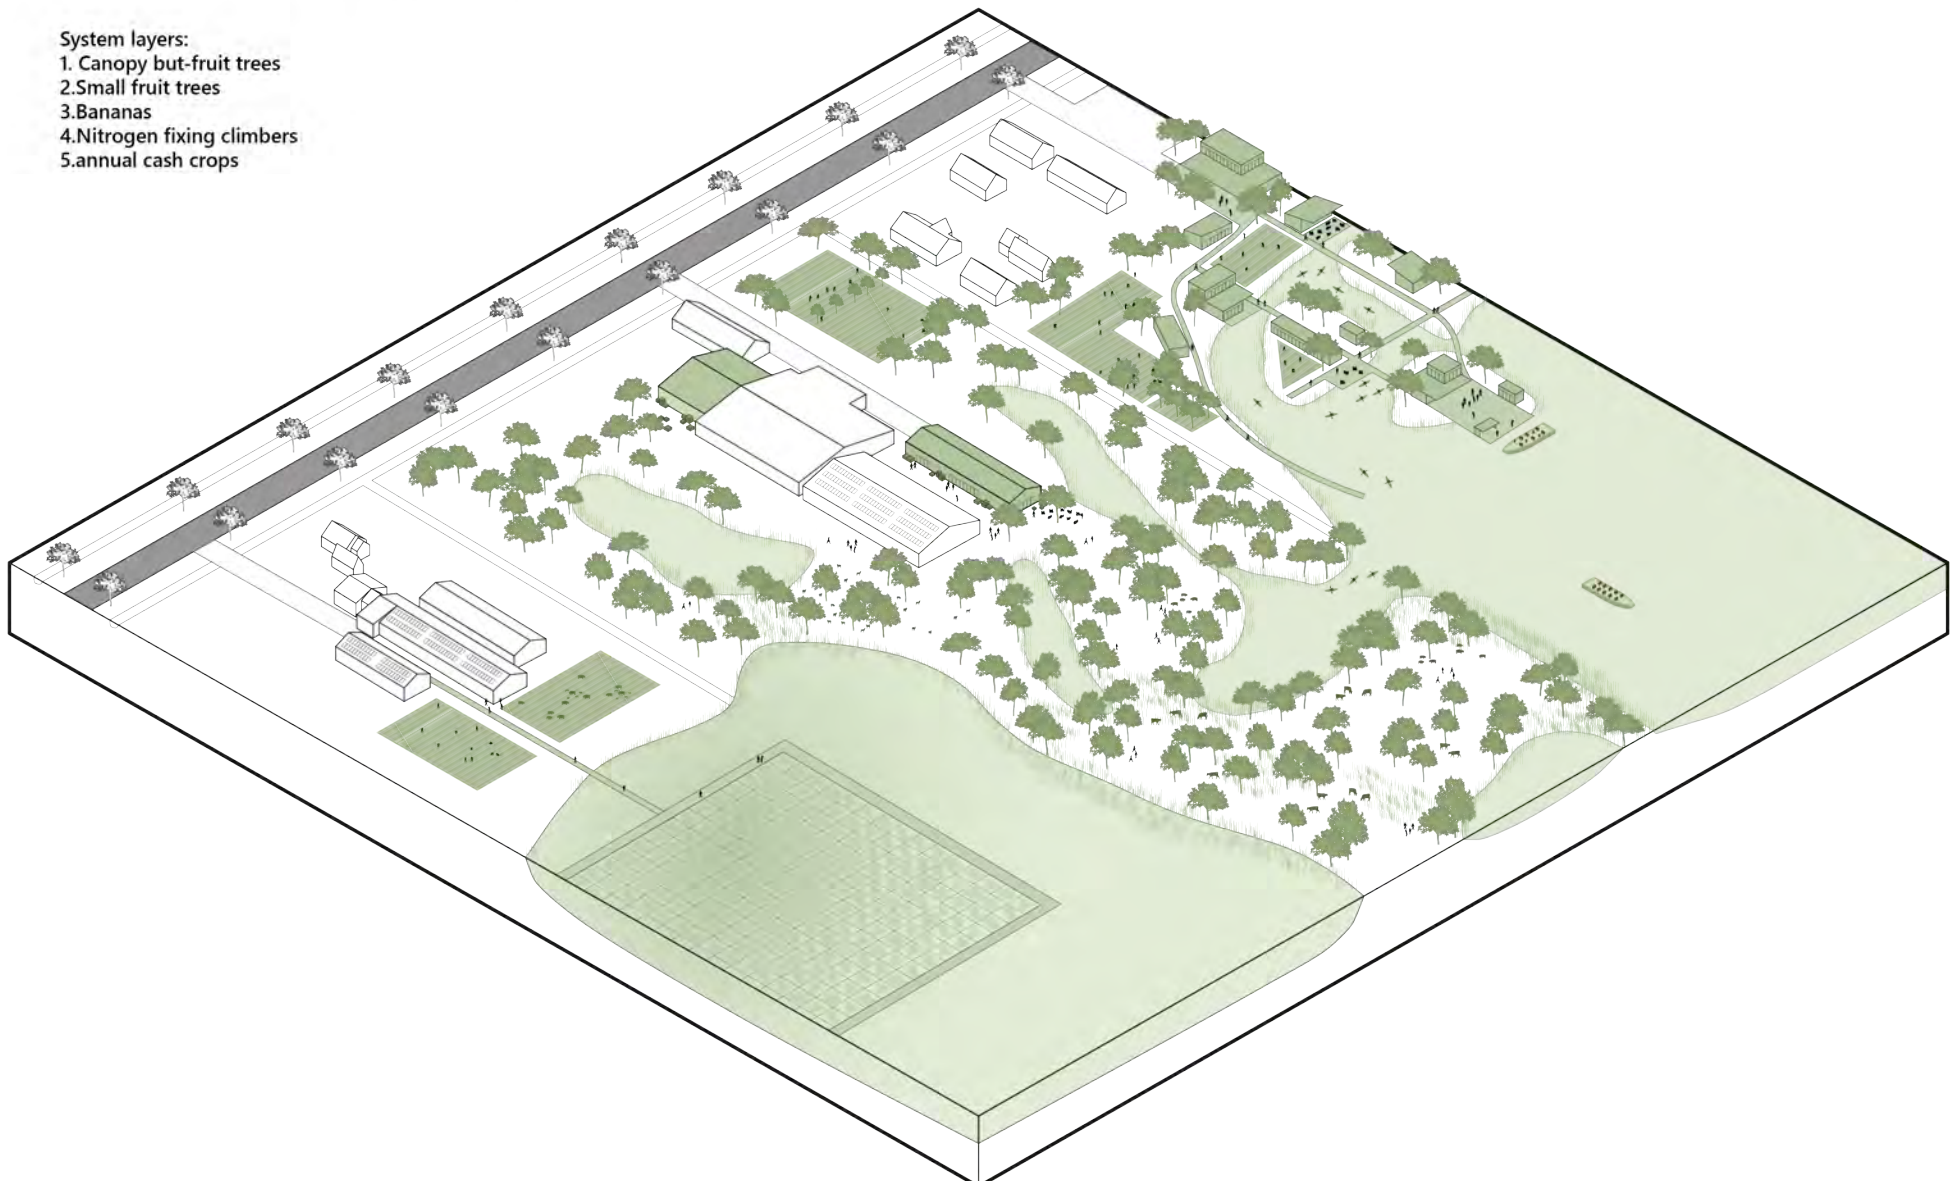 System layers:
1. Canopy but-fruit trees
2.Small fruit trees
3.Bananas
4.Nitrogen fixing climbers
5.annual cash crops